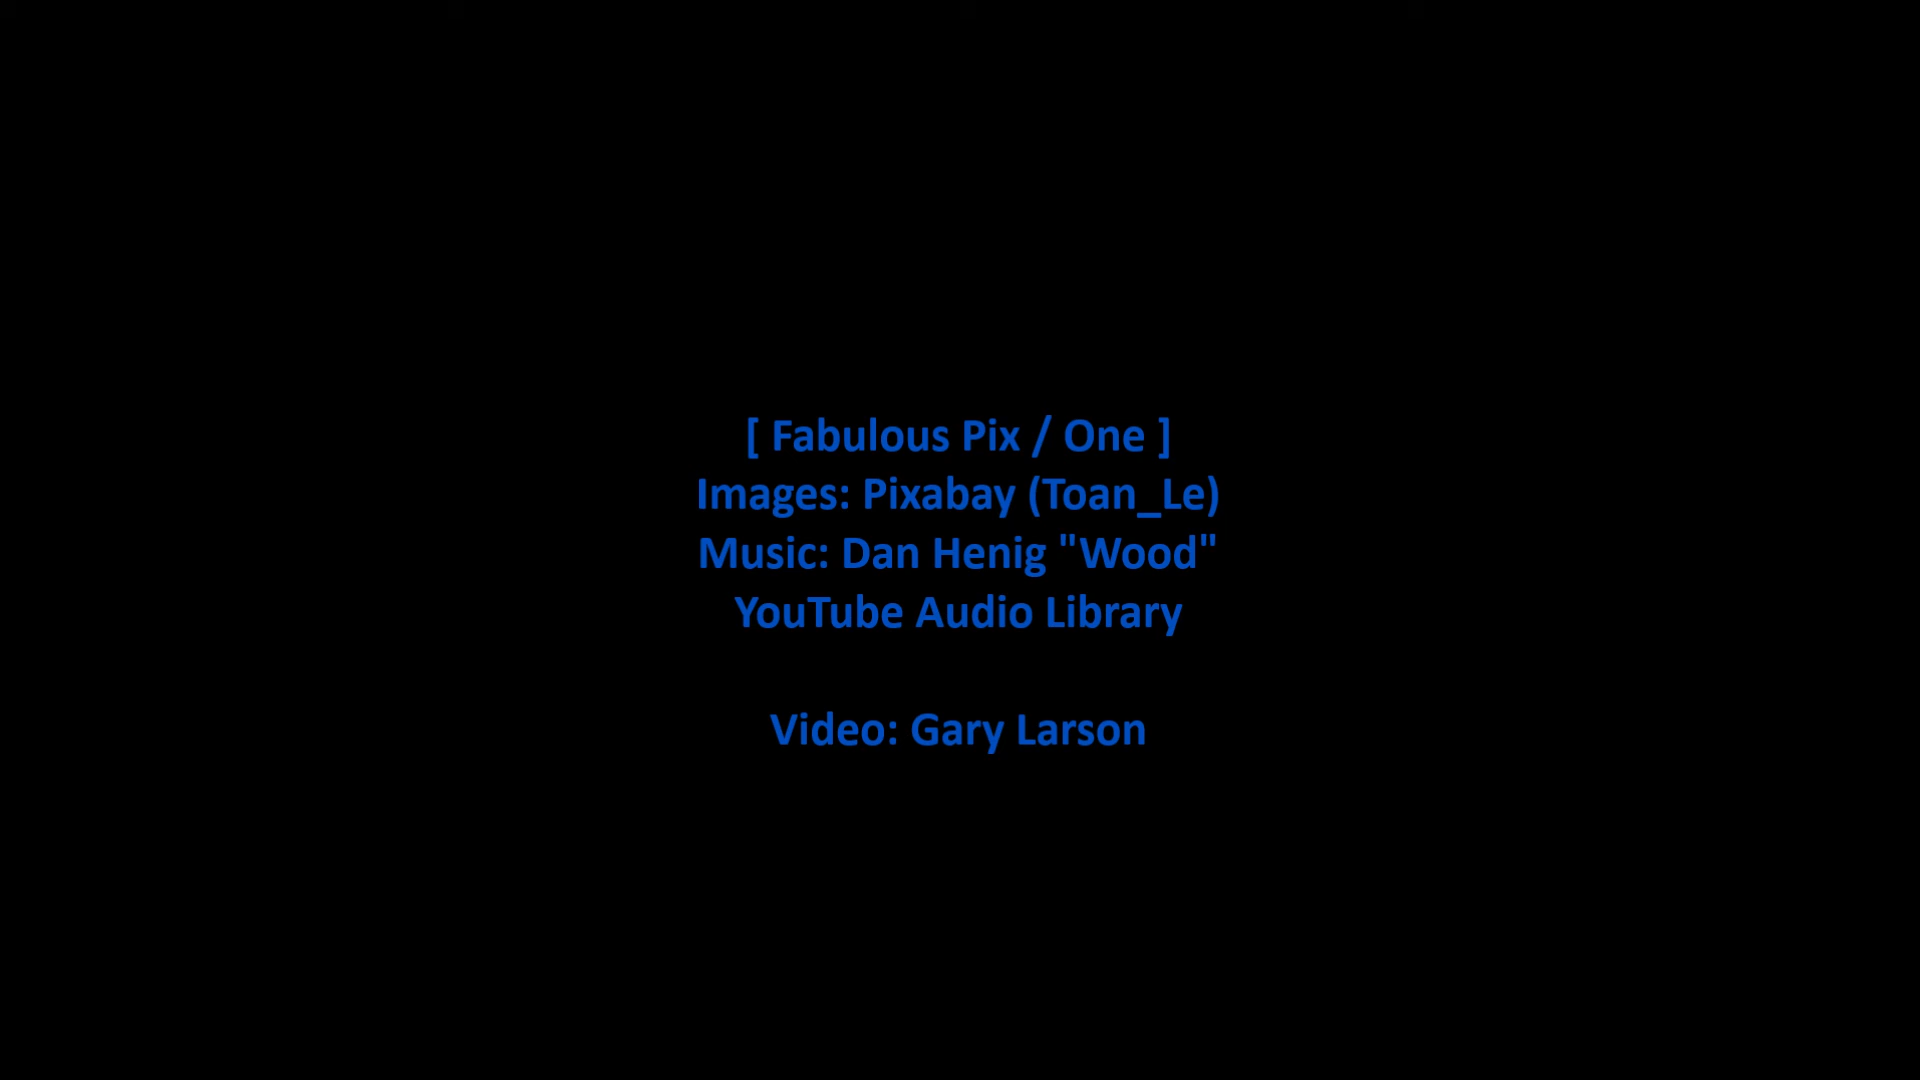 [ Fabulous Pix / One ]
Images: Pixabay (Toan_Le)
Music: Dan Henig "Wood"
YouTube Audio Library
Video: Gary Larson